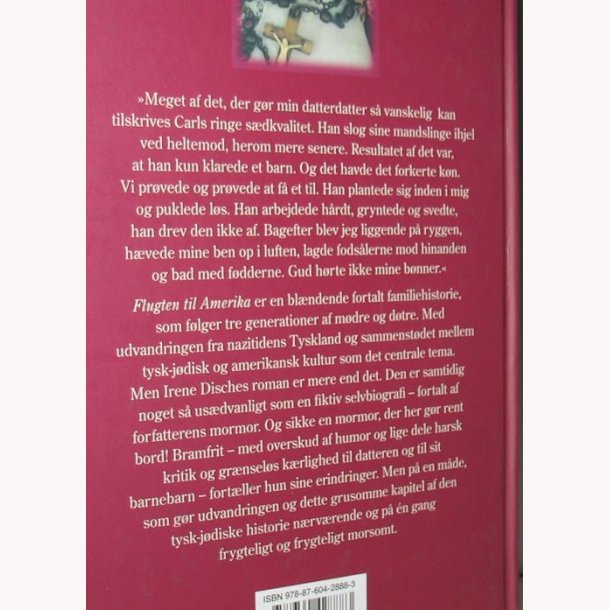 »Meget af det, der gør min datterdatter så vanskelig kan
tilskrives Carls ringe sædkvalitet. Han slog sine mandslinge ihjel
ved heltemod, herom mere senere. Resultatet af det var,
at han kun klarede et barn. Og det havde det forkerte køn.
Vi prøvede og prøvede at få et til. Han plantede sig inden i mig
og puklede løs. Han arbejdede hårdt, gryntede og svedte,
han drev den ikke af. Bagefter blev jeg liggende på ryggen,
hævede mine ben op i luften, lagde fodsålerne mod hinanden
og bad med fødderne. Gud hørte ikke mine bønner.«
Flugten til Amerika er en blændende fortalt familiehistorie,
som følger tre generationer af mødre og døtre. Med
udvandringen fra nazitidens Tyskland og sammenstødet mellem
tysk-jødisk og amerikansk kultur som det centrale tema.
Men Irene Disches roman er mere end det. Den er samtidig
noget så usædvanligt som en fiktiv selvbiografi – fortalt af
forfatterens mormor. Og sikke en mormor, der her gør rent
bord! Bramfrit – med overskud af humor og lige dele harsk
kritik og grænseløs kærlighed til datteren og til sit
barnebarn – fortæller hun sine erindringer. Men på en måde,
som gør udvandringen og dette grusomme kapitel af den
tysk-jødiske historie nærværende og på én gang
frygteligt og frygteligt morsomt.
ISBN 978-87-604-2888-3